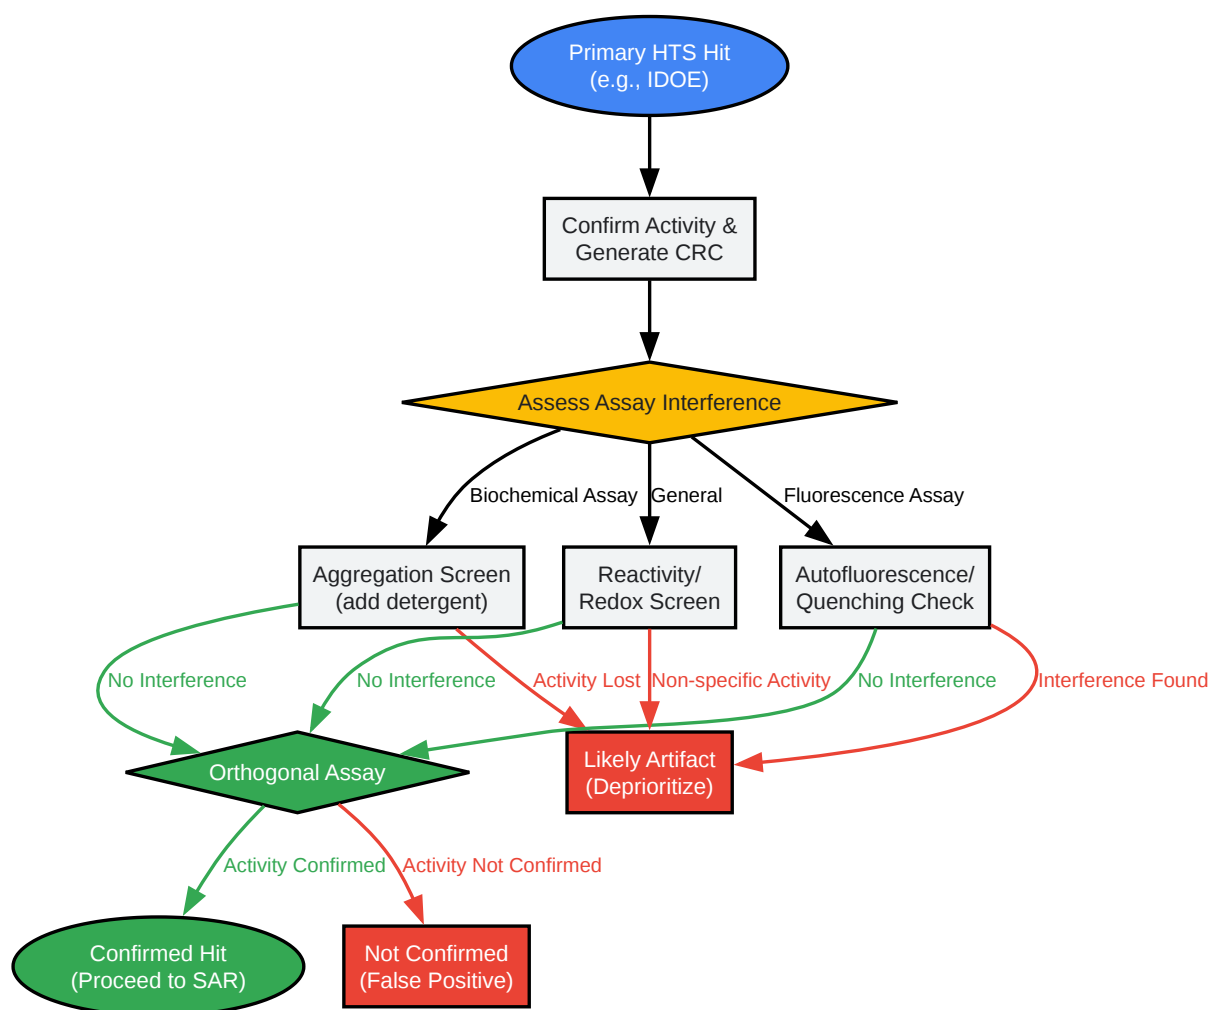 Primary HTS Hit
(e.g., IDOE)
Confirm Activity &
Generate CRC
Assess Assay Interference
Biochemical Assay
General
Fluorescence Assay
Aggregation Screen
(add detergent)
Reactivity/
Redox Screen
Autofluorescence/
Quenching Check
No Interference
No Interference
Activity Lost
Non-specific Activity
No Interference
Interference Found
Orthogonal Assay
Likely Artifact
(Deprioritize)
Activity Confirmed
Activity Not Confirmed
Confirmed Hit
(Proceed to SAR)
Not Confirmed
(False Positive)